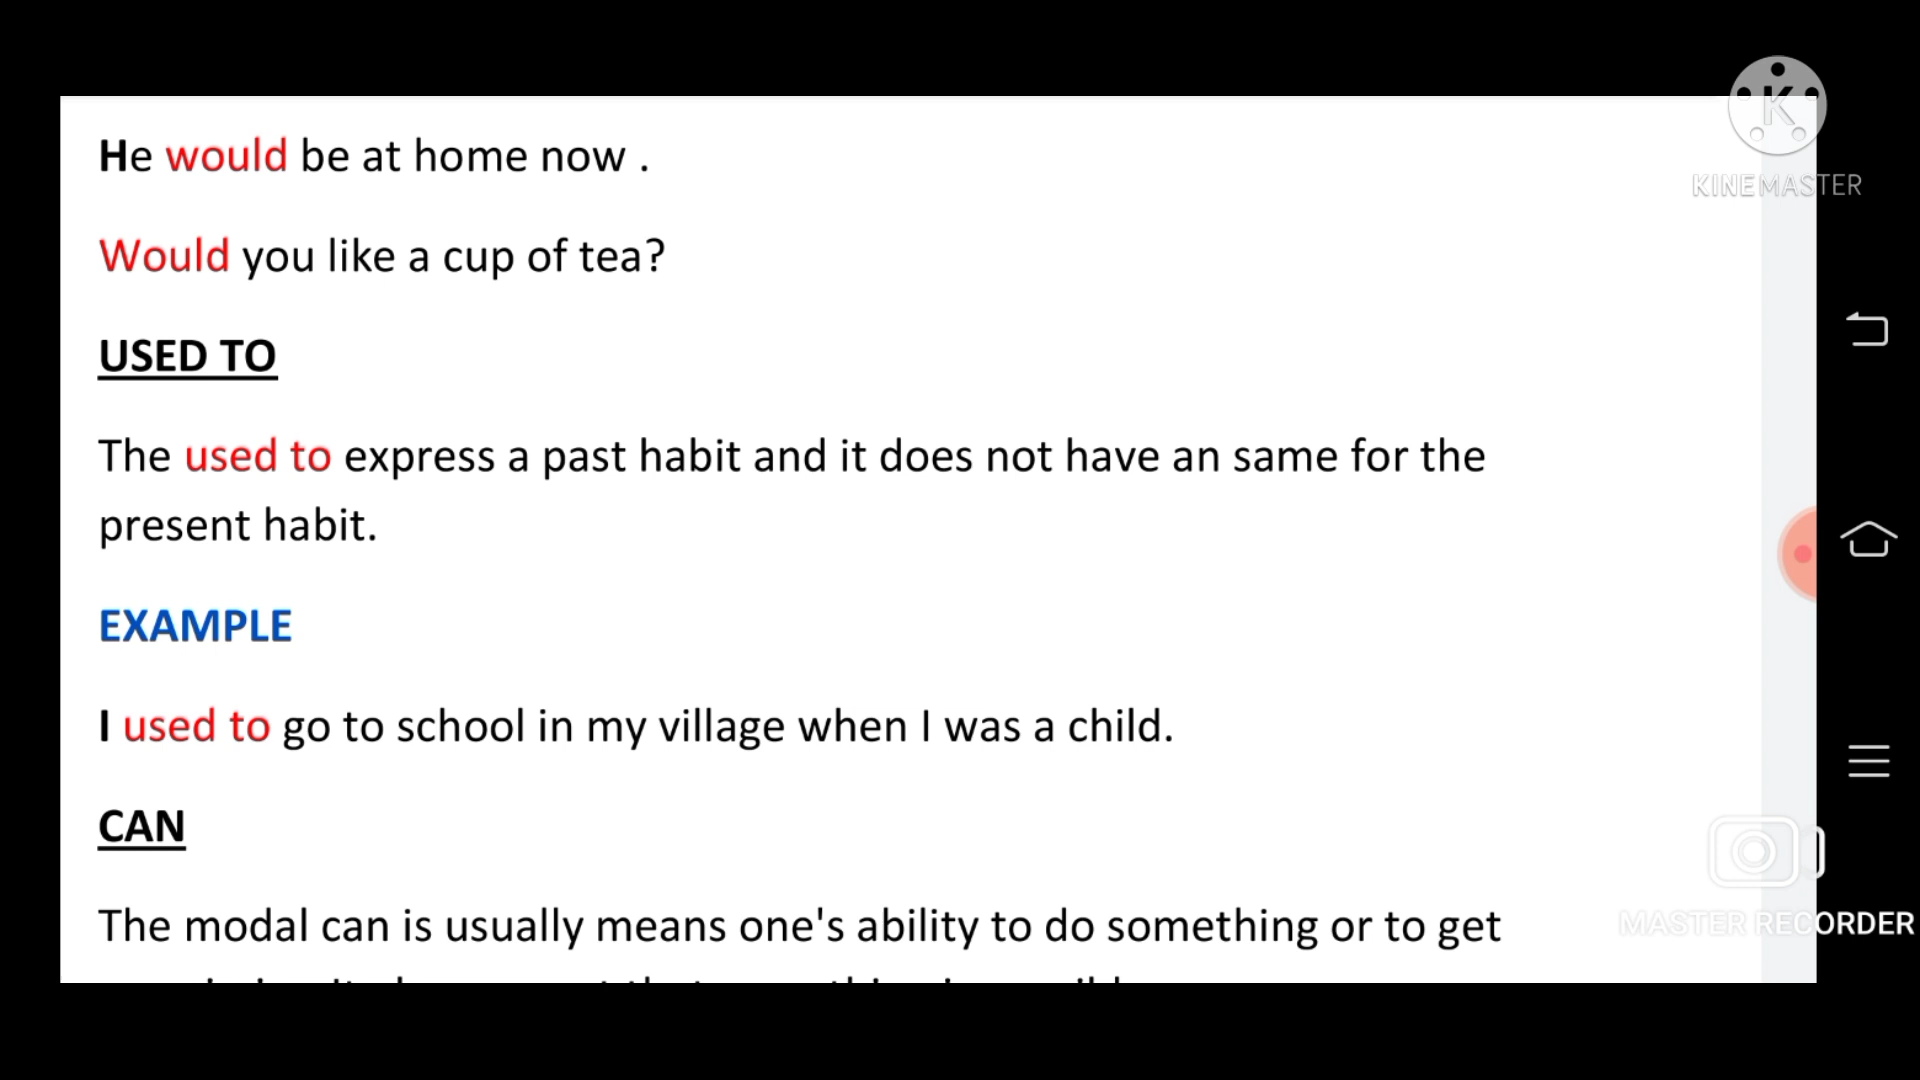 He would be at home now .
Would you like a cup of tea?
USED TO
The used to express a past habit and it does not have an same for the
present habit.
EXAMPLE
I used to go to school in my village when I was a child.
CAN
The modal can is usually means one's ability to do something or to get
K
KINEMASTER
MASTER RECORDER